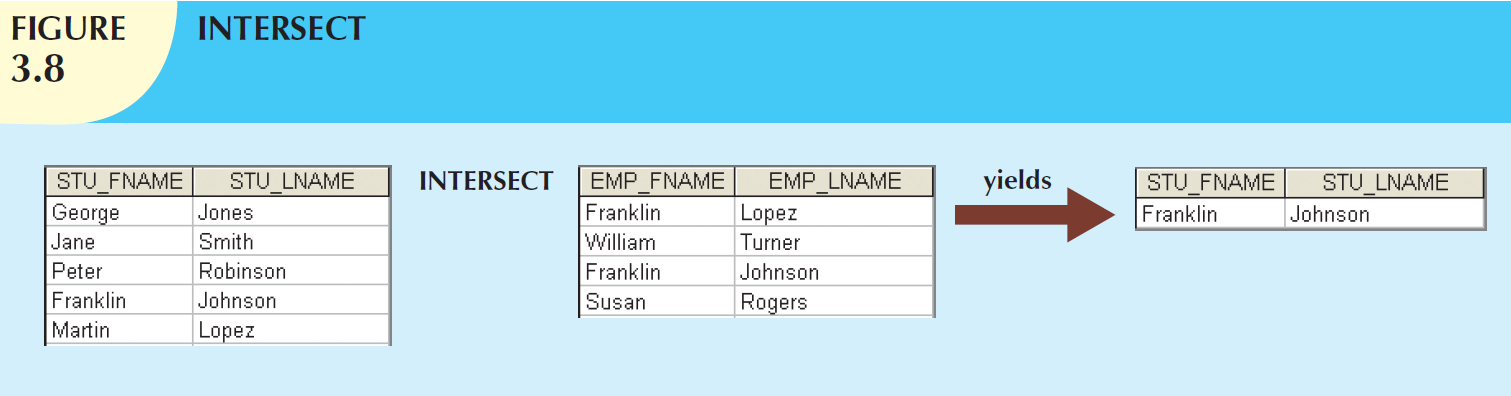 FIGURE
3.8
INTERSECT
STU_FNAME STU_LNAME
George Jones
Jane Smith
Peter Robinson
Franklin Johnson
Martin Lopez
INTERSECT
EMP_FNAME EMP_LNAME
Franklin Lopez
William Turner
Franklin Johnson
Susan Rogers
yields
STU_FNAME STU_LNAME
Franklin Johnson